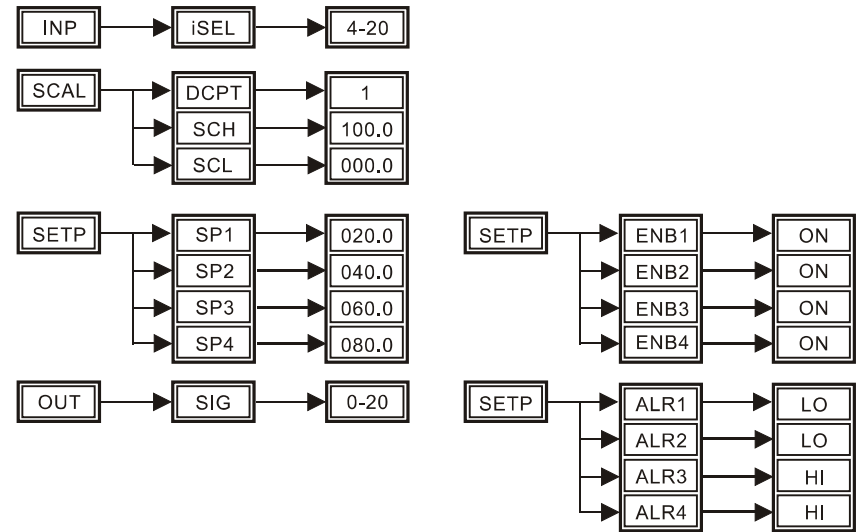 INP iSEL 4-20
SCAL DCPT 1
SCH 100.0
SCL 000.0
SETP SP1 020.0
SP2 040.0
SP3 060.0
SP4 080.0
OUT SIG 0-20
SETP ENB1 ON
ENB2 ON
ENB3 ON
ENB4 ON
SETP ALR1 LO
ALR2 LO
ALR3 HI
ALR4 HI